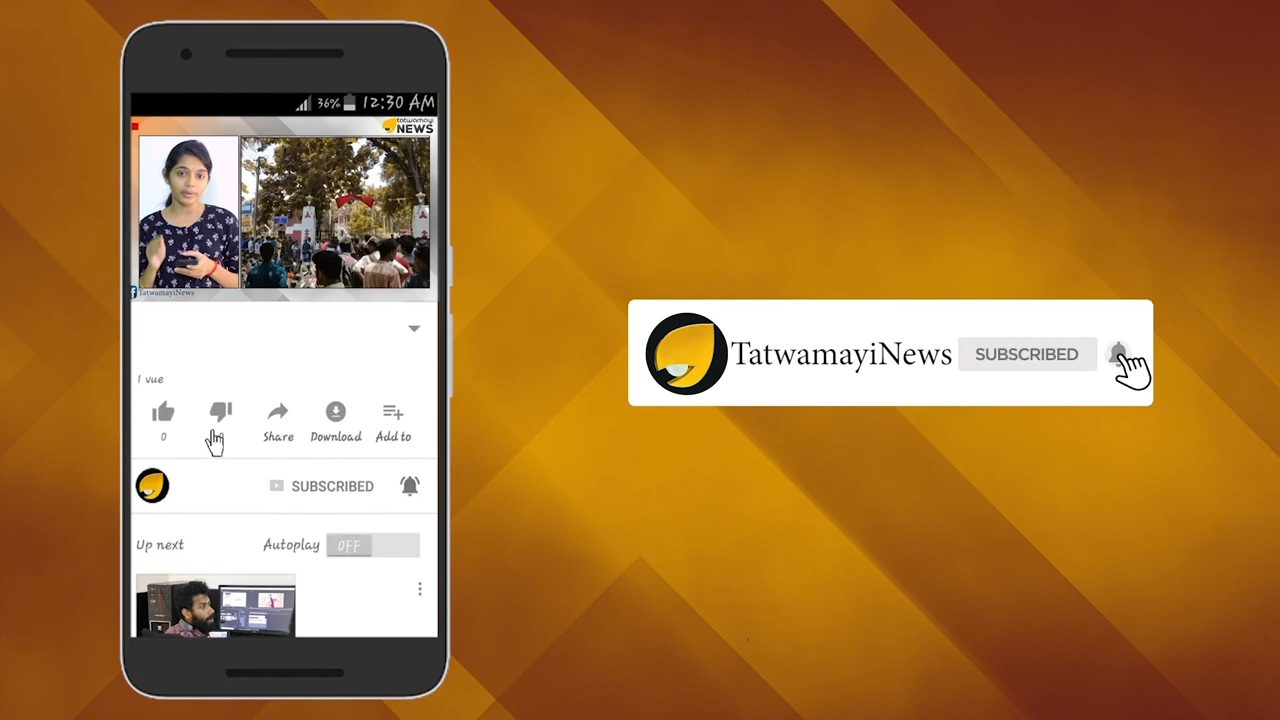 36% 12:30 AM
tatwamayi
NEWS
TatwamayiNews
1 vue
0
Share
Download
Add to
SUBSCRIBED
Up next
Autoplay
OFF
TatwamayiNews
SUBSCRIBED